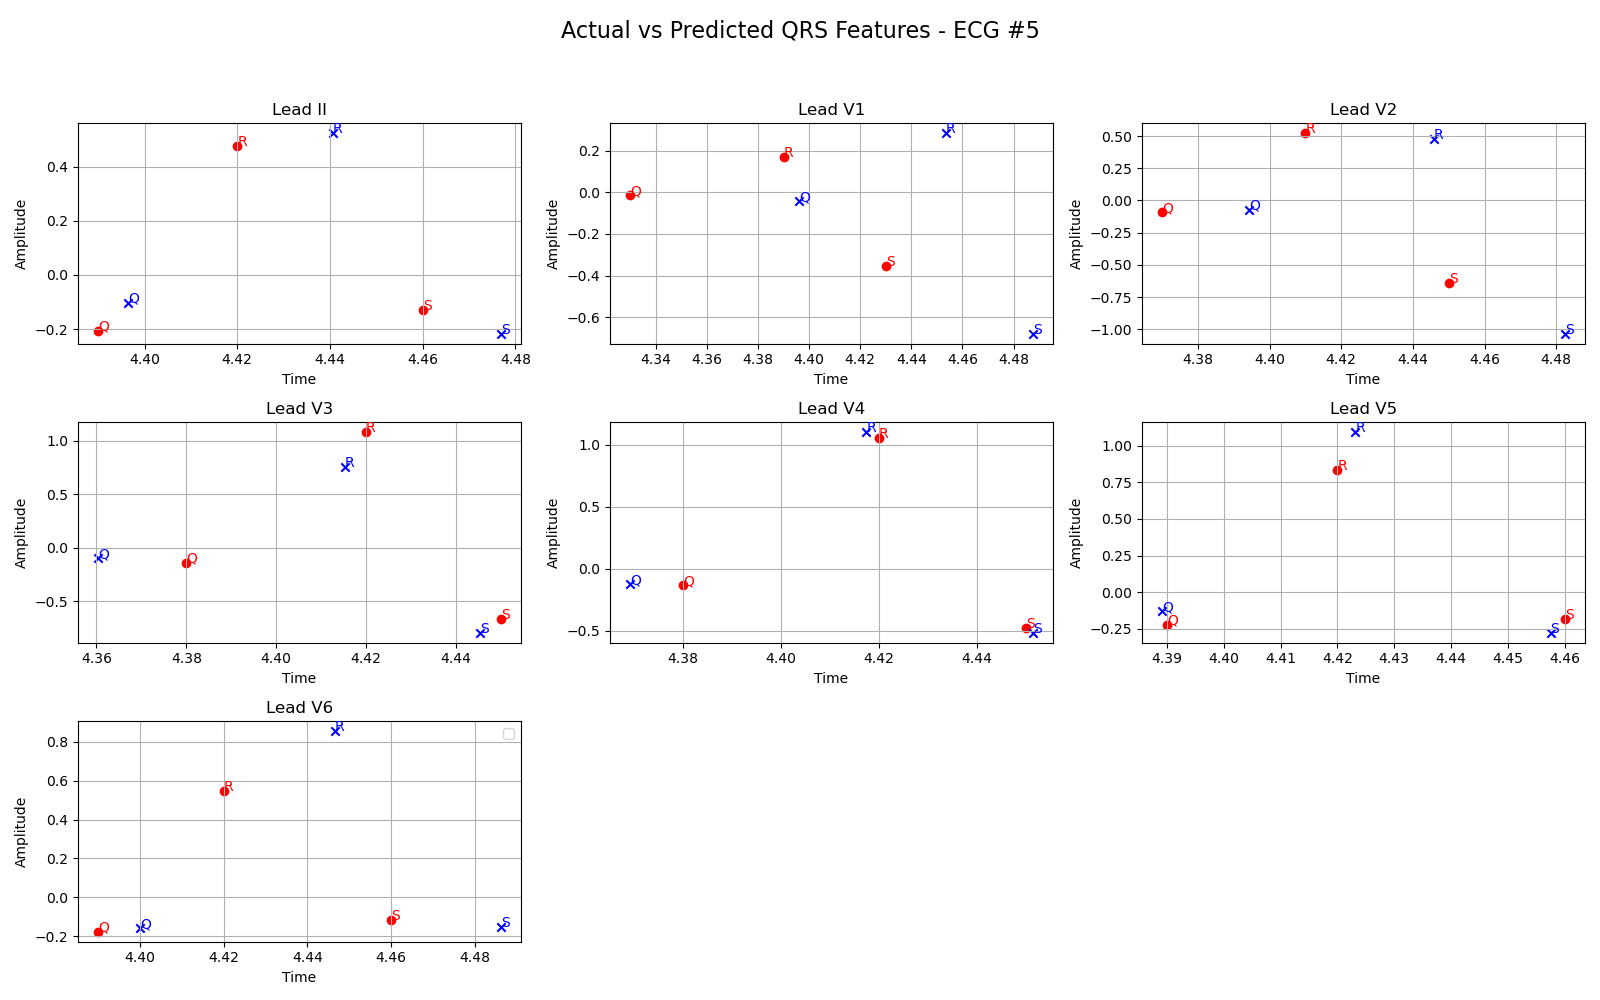 Actual vs Predicted QRS Features - ECG #5
Lead II
Amplitude
0.4
0.2
0.0
−0.2
Q
R
S
Q
R
S
4.40 4.42 4.44 4.46 4.48
Time
Lead V1
Amplitude
0.2
0.0
−0.2
−0.4
−0.6
Q
R
S
Q
R
S
4.34 4.36 4.38 4.40 4.42 4.44 4.46 4.48
Time
Lead V2
Amplitude
0.50
0.25
0.00
−0.25
−0.50
−0.75
−1.00
Q
R
S
Q
R
S
4.38 4.40 4.42 4.44 4.46 4.48
Time
Lead V3
Amplitude
1.0
0.5
0.0
−0.5
Q
R
S
Q
R
S
4.36 4.38 4.40 4.42 4.44
Time
Lead V4
Amplitude
1.0
0.5
0.0
−0.5
Q
R
S
Q
R
S
4.38 4.40 4.42 4.44
Time
Lead V5
Amplitude
1.00
0.75
0.50
0.25
0.00
−0.25
Q
R
S
Q
R
S
4.39 4.40 4.41 4.42 4.43 4.44 4.45 4.46
Time
Lead V6
Amplitude
0.8
0.6
0.4
0.2
0.0
−0.2
Q
R
S
Q
R
S
4.40 4.42 4.44 4.46 4.48
Time